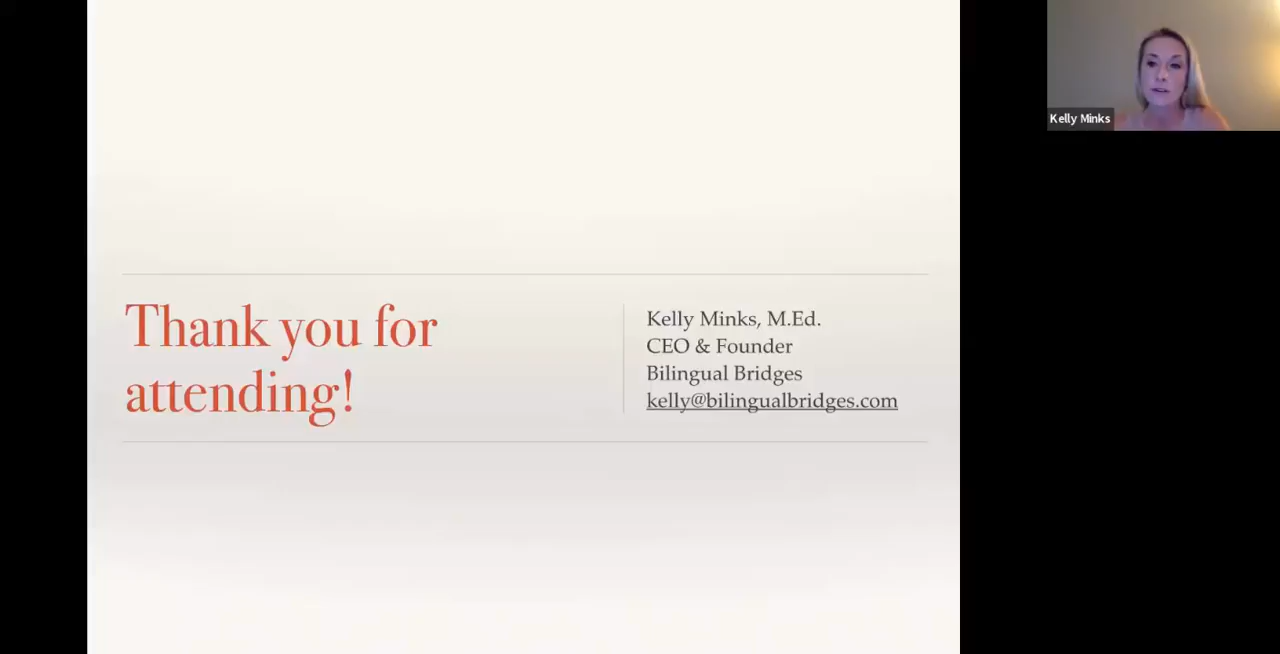 Thank you for
attending!
Kelly Minks, M.Ed.
CEO & Founder
Bilingual Bridges
kelly@bilingualbridges.com
Kelly Minks